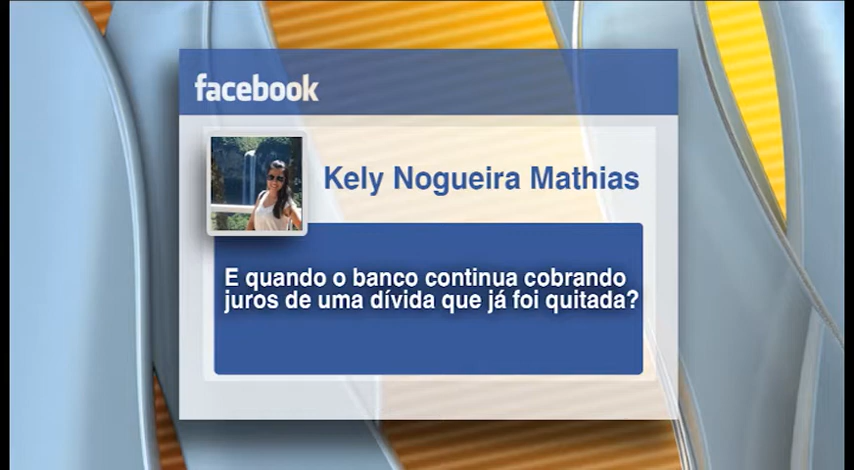 facebook
Kely Nogueira Mathias
E quando o banco continua cobrando
juros de uma dívida que já foi quitada?